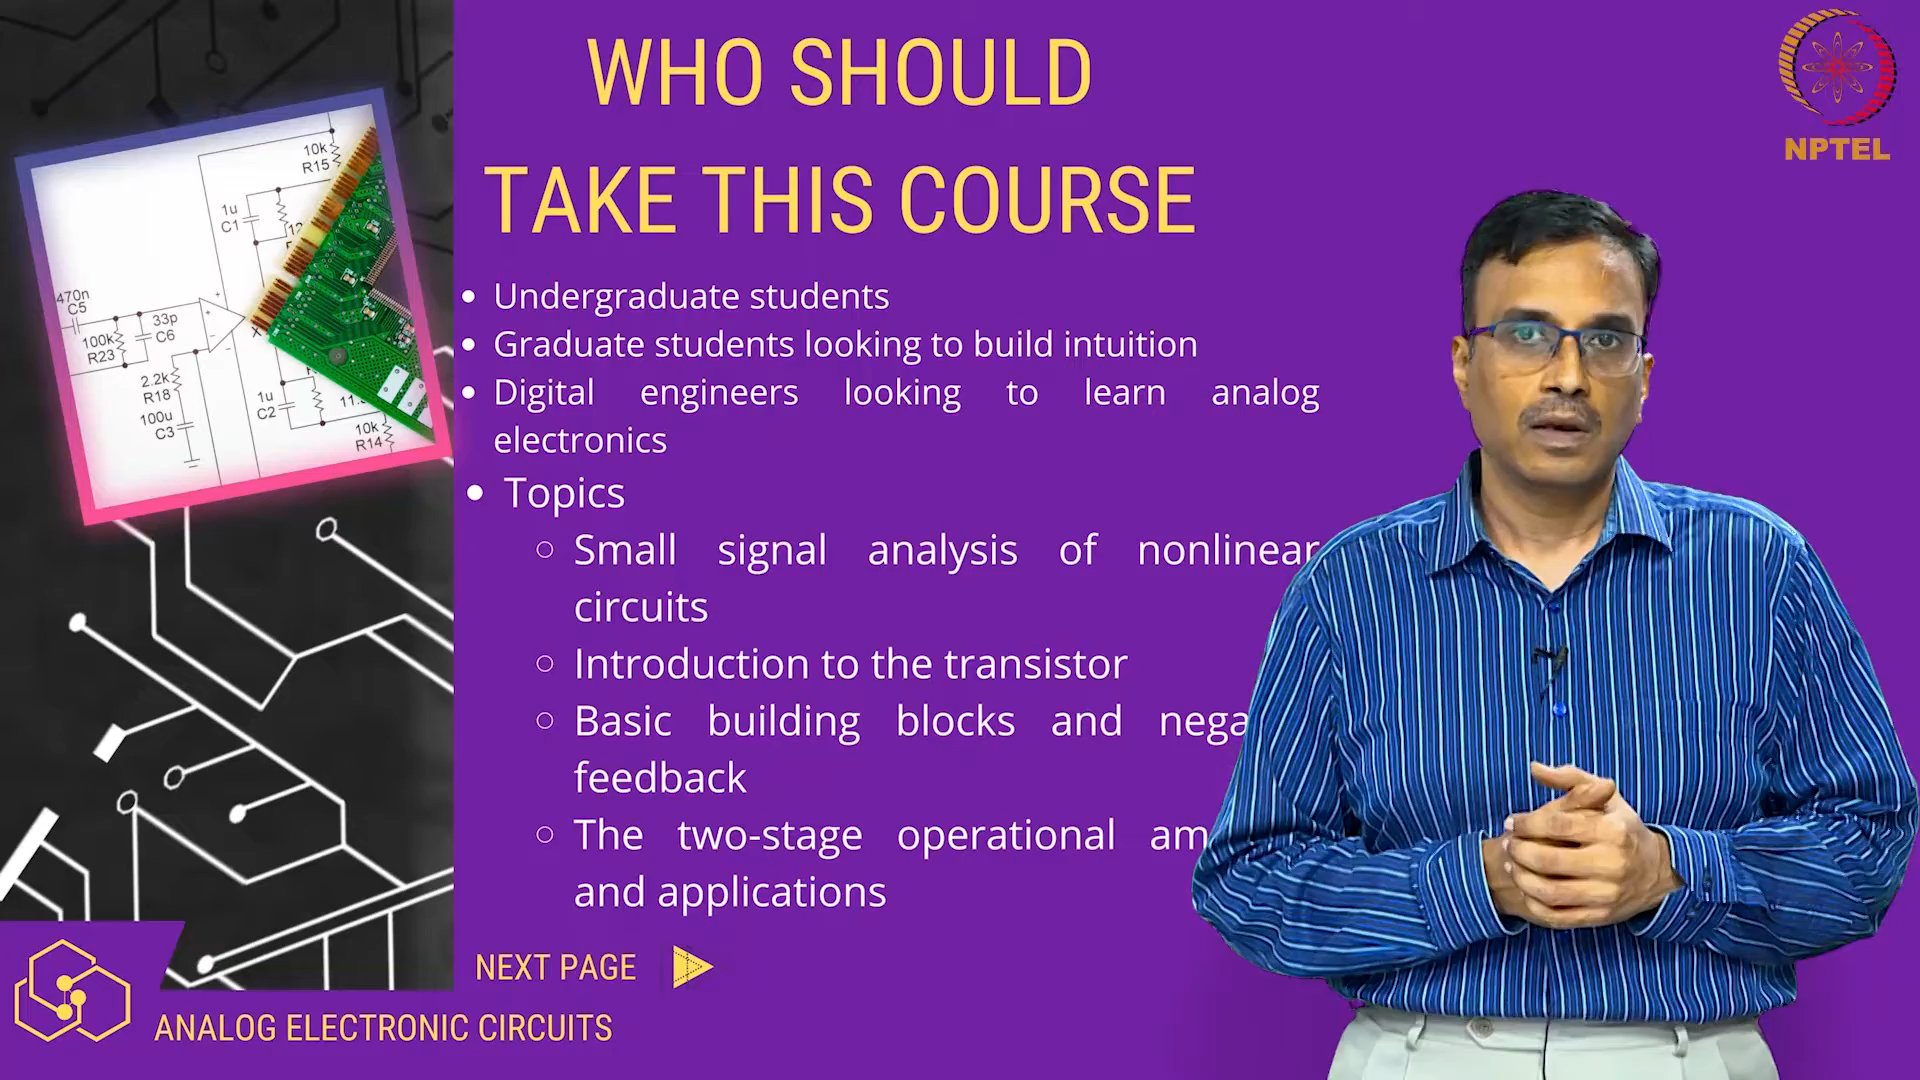 WHO SHOULD
TAKE THIS COURSE
NPTEL
Undergraduate students
Graduate students looking to build intuition
Digital engineers looking to learn analog
electronics
Topics
Small signal analysis of nonlinear
circuits
Introduction to the transistor
Basic building blocks and nega
feedback
The two-stage operational am
and applications
NEXT PAGE
ANALOG ELECTRONIC CIRCUITS
10k
R15
1u
C1
470n
C5
33p
C6
100k
R23
2.2k
R18
100u
C3
1u
C2
10k
R14